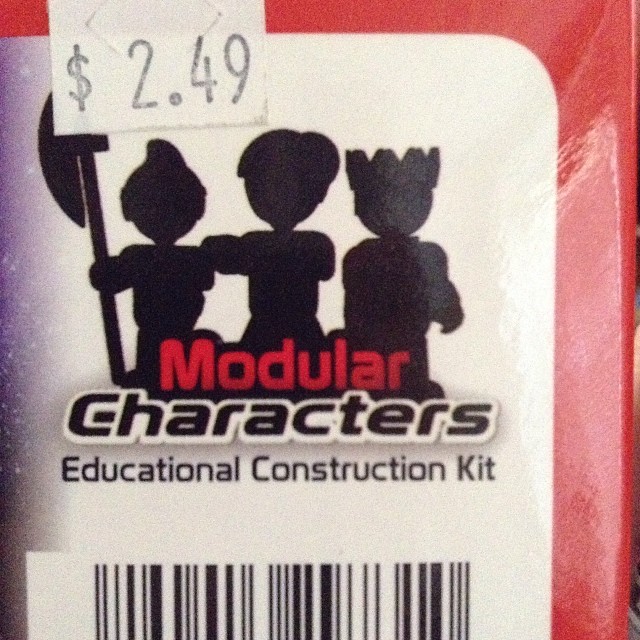 $ 2.49
Modular
Characters
Educational Construction Kit